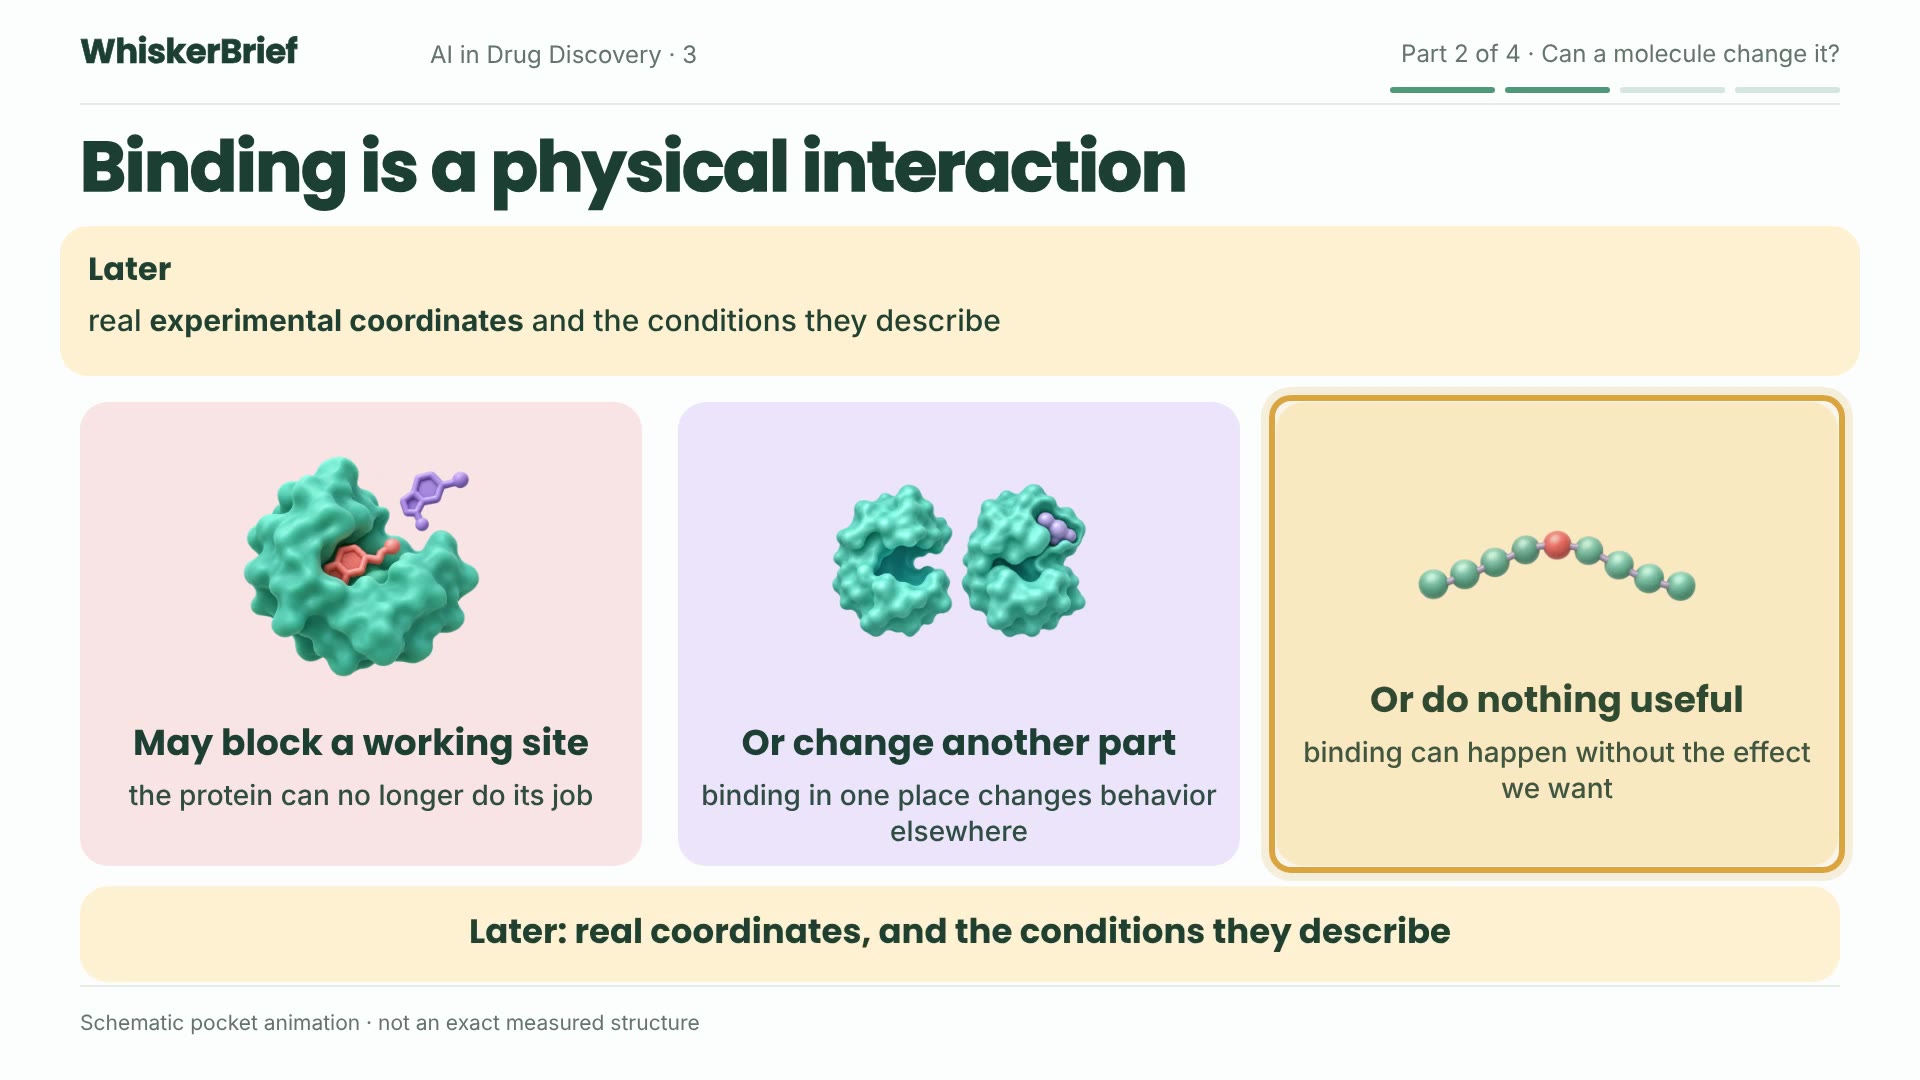 WhiskerBrief
AI in Drug Discovery · 3
Part 2 of 4 · Can a molecule change it?
Binding is a physical interaction
Later
real experimental coordinates and the conditions they describe
May block a working site
the protein can no longer do its job
Or change another part
binding in one place changes behavior
elsewhere
Or do nothing useful
binding can happen without the effect
we want
Later: real coordinates, and the conditions they describe
Schematic pocket animation · not an exact measured structure